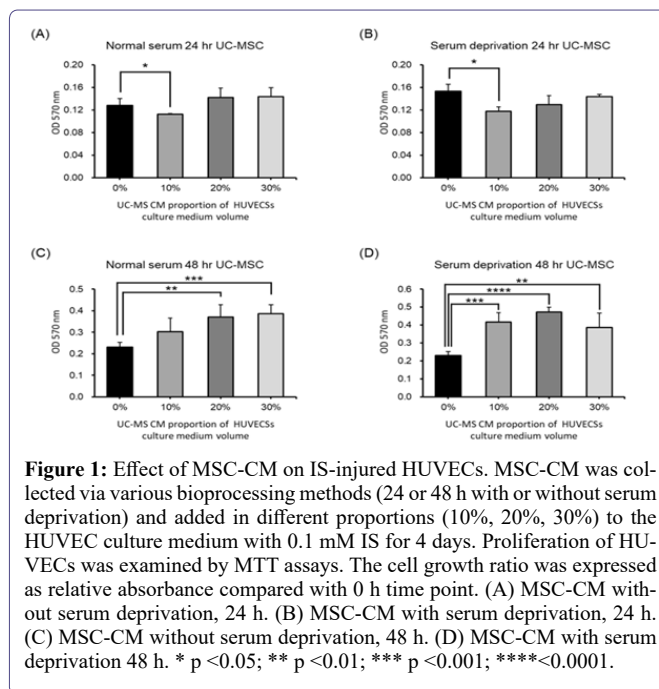 (A)
Normal serum 24 hr UC-MSC
*
0.20
0.16
0.12
0.08
0.04
0.00
OD 570 nm
0% 10% 20% 30%
UC-MS CM proportion of HUVECSs
culture medium volume
(B)
Serum deprivation 24 hr UC-MSC
*
0.20
0.16
0.12
0.08
0.04
0.00
OD 570 nm
0% 10% 20% 30%
UC-MS CM proportion of HUVECSs
culture medium volume
(C)
Normal serum 48 hr UC-MSC
***
**
0.5
0.4
0.3
0.2
0.1
0.0
OD 570 nm
0% 10% 20% 30%
UC-MS CM proportion of HUVECSs
culture medium volume
(D)
Serum deprivation 48 hr UC-MSC
**
****
***
0.6
0.5
0.4
0.3
0.2
0.1
0.0
OD 570 nm
0% 10% 20% 30%
UC-MS CM proportion of HUVECSs
culture medium volume
Figure 1: Effect of MSC-CM on IS-injured HUVECs. MSC-CM was col-
lected via various bioprocessing methods (24 or 48 h with or without serum
deprivation) and added in different proportions (10%, 20%, 30%) to the
HUVEC culture medium with 0.1 mM IS for 4 days. Proliferation of HU-
VECs was examined by MTT assays. The cell growth ratio was expressed
as relative absorbance compared with 0 h time point. (A) MSC-CM with-
out serum deprivation, 24 h. (B) MSC-CM with serum deprivation, 24 h.
(C) MSC-CM without serum deprivation, 48 h. (D) MSC-CM with serum
deprivation 48 h. * p <0.05; ** p <0.01; *** p <0.001; ****<0.0001.